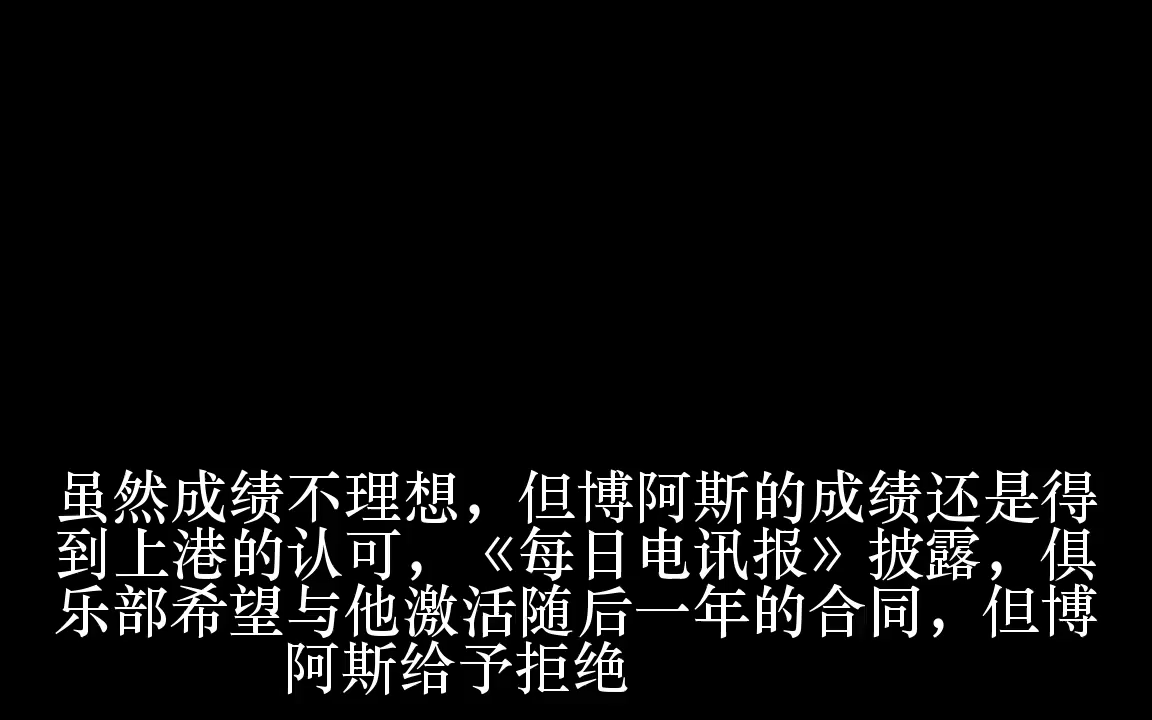 虽然成绩不理想，但博阿斯的成绩还是得
到上港的认可，《每日电讯报》披露，俱
乐部希望与他激活随后一年的合同，但博
阿斯给予拒绝